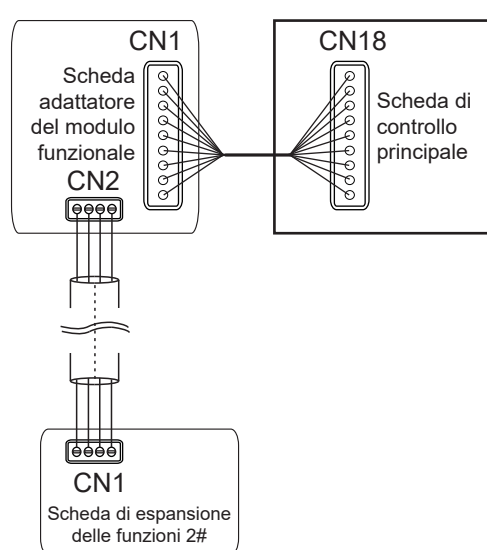 CN1
Scheda
adattatore
del modulo
funzionale
CN2
CN18
Scheda di
controllo
principale
CN1
Scheda di espansione
delle funzioni 2#